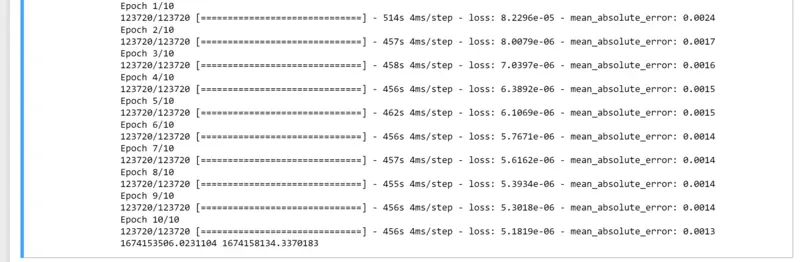 Epoch 1/10
123720/123720 [==============================] - 514s 4ms/step - loss: 8.2296e-05 - mean_absolute_error: 0.0024
Epoch 2/10
123720/123720 [==============================] - 457s 4ms/step - loss: 8.0079e-06 - mean_absolute_error: 0.0017
Epoch 3/10
123720/123720 [==============================] - 458s 4ms/step - loss: 7.0397e-06 - mean_absolute_error: 0.0016
Epoch 4/10
123720/123720 [==============================] - 456s 4ms/step - loss: 6.3892e-06 - mean_absolute_error: 0.0015
Epoch 5/10
123720/123720 [==============================] - 462s 4ms/step - loss: 6.1069e-06 - mean_absolute_error: 0.0015
Epoch 6/10
123720/123720 [==============================] - 456s 4ms/step - loss: 5.7671e-06 - mean_absolute_error: 0.0014
Epoch 7/10
123720/123720 [==============================] - 457s 4ms/step - loss: 5.6162e-06 - mean_absolute_error: 0.0014
Epoch 8/10
123720/123720 [==============================] - 455s 4ms/step - loss: 5.3934e-06 - mean_absolute_error: 0.0014
Epoch 9/10
123720/123720 [==============================] - 456s 4ms/step - loss: 5.3018e-06 - mean_absolute_error: 0.0014
Epoch 10/10
123720/123720 [==============================] - 456s 4ms/step - loss: 5.1819e-06 - mean_absolute_error: 0.0013
1674153506.0231104 1674158134.3370183